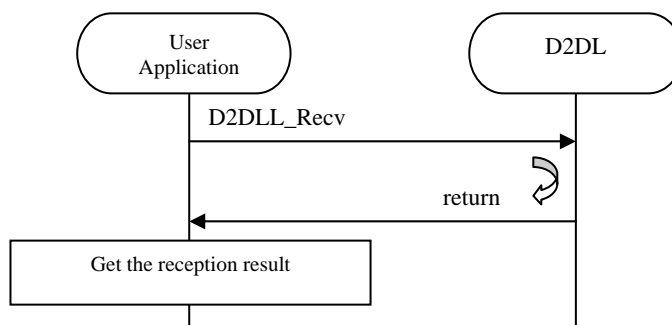 User
Application
D2DL
D2DLL_Recv
return
Get the reception result